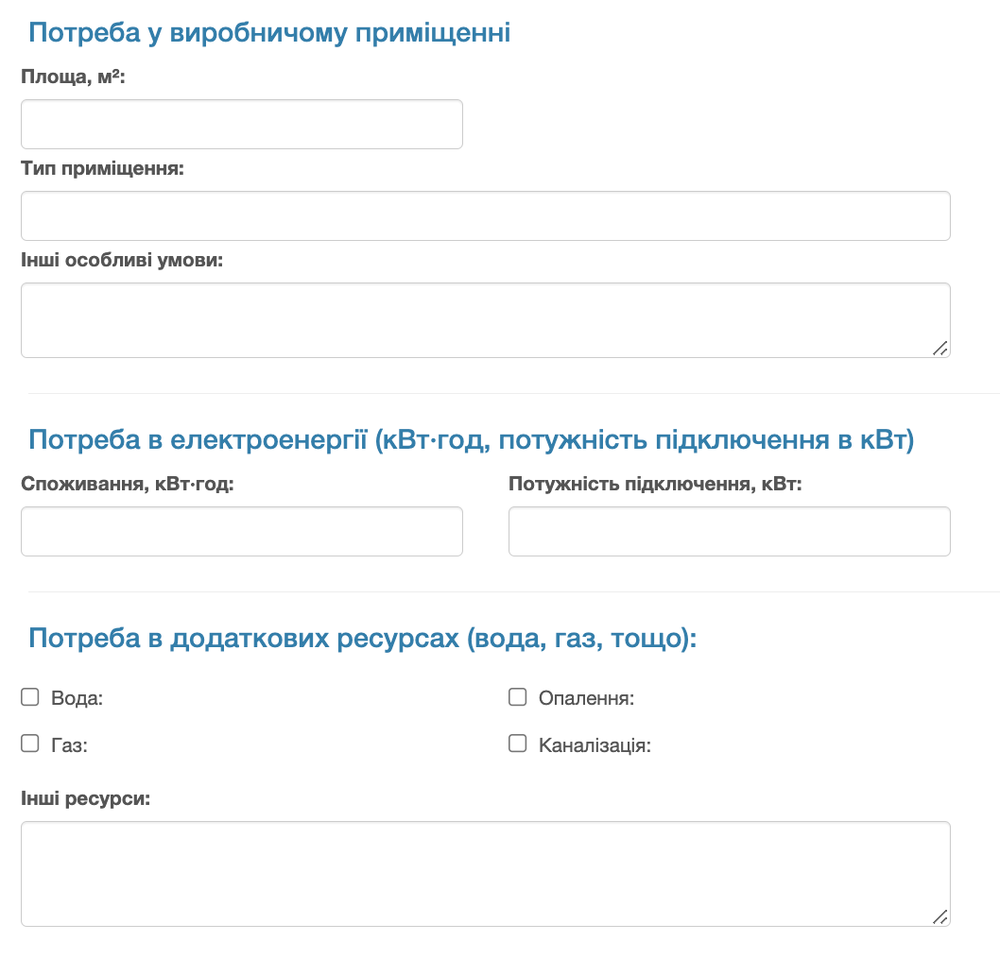 Потреба у виробничому приміщенні
Площа, м²:
Тип приміщення:
Інші особливі умови:
Потреба в електроенергії (кВт·год, потужність підключення в кВт)
Споживання, кВт·год:
Потужність підключення, кВт:
Потреба в додаткових ресурсах (вода, газ, тощо):
Вода:
Опалення:
Газ:
Каналізація:
Інші ресурси: